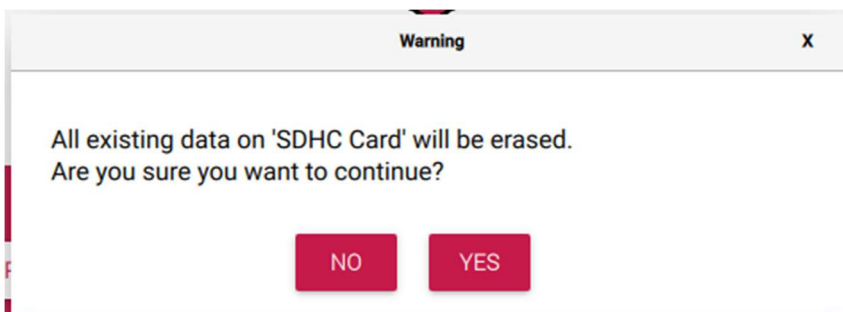 Warning
X
All existing data on 'SDHC Card' will be erased.
Are you sure you want to continue?
NO
YES